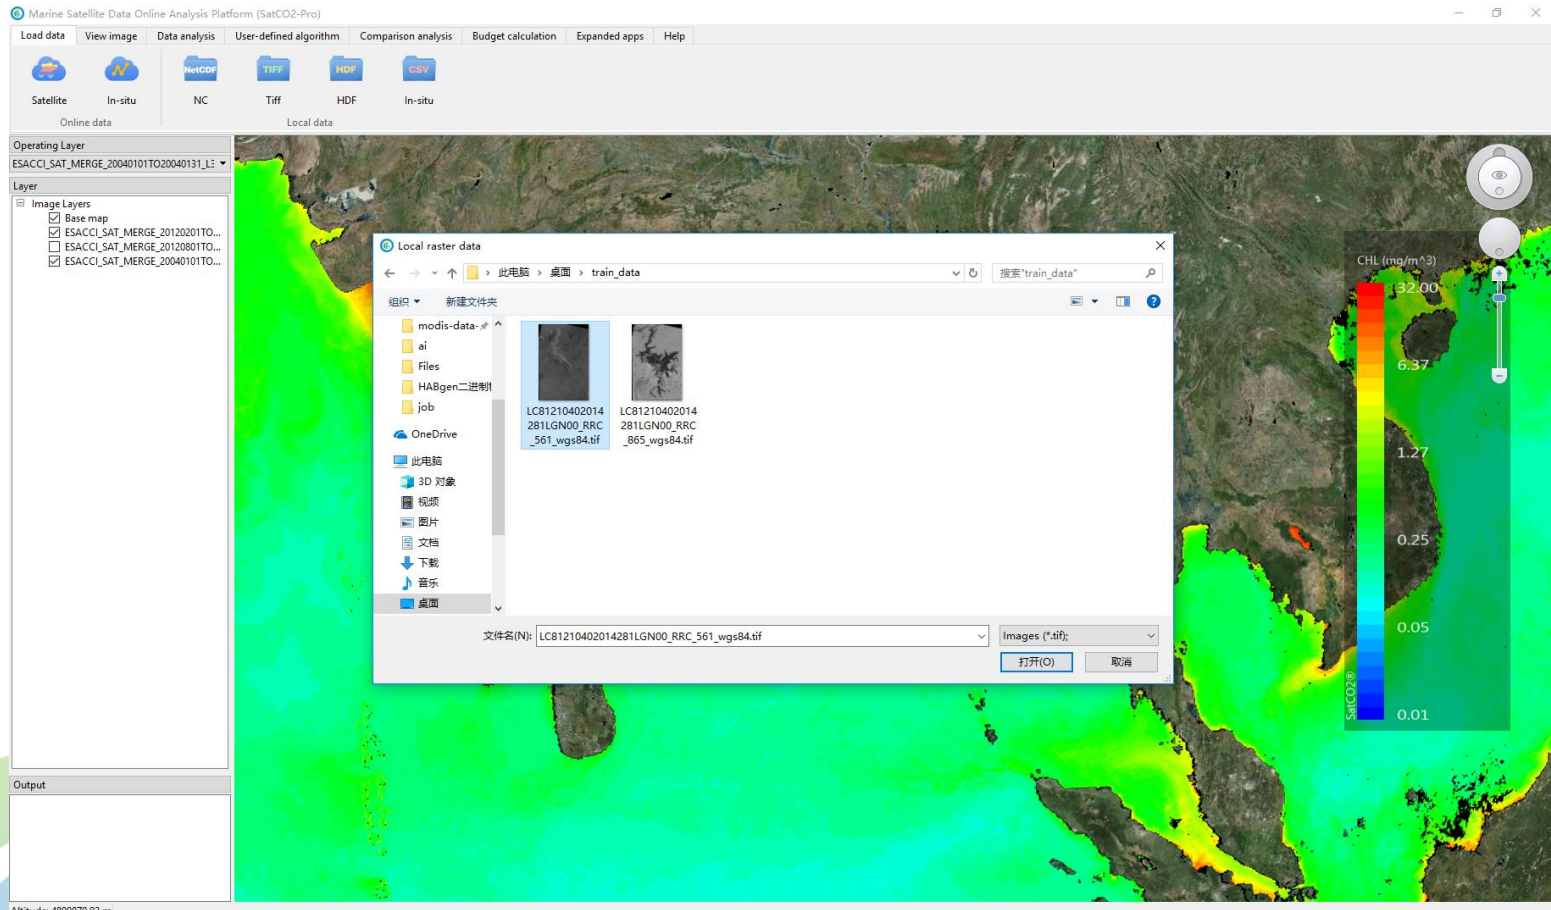 Marine Satellite Data Online Analysis Platform (SatCO2-Pro)
Load data View image Data analysis User-defined algorithm Comparison analysis Budget calculation Expanded apps Help
NetCDF TIFF HDF CSV
Satellite In-situ NC Tiff HDF In-situ
Online data Local data
Operating Layer
ESACCI_SAT_MERGE_20040101TO20040131_L3
Layer
Image Layers
Base map
ESACCI_SAT_MERGE_20120201TO...
ESACCI_SAT_MERGE_20120801TO...
ESACCI_SAT_MERGE_20040101TO...
Output
Local raster data
此电脑 › 桌面 › train_data
搜索"train_data"
组织 新建文件夹
modis-data-
ai
Files
HABgen二进制
job
OneDrive
此电脑
3D 对象
视频
图片
文档
下载
音乐
桌面
LC81210402014
281LGN00_RRC
_561_wgs84.tif
LC81210402014
281LGN00_RRC
_865_wgs84.tif
文件名(N): LC81210402014281LGN00_RRC_561_wgs84.tif
Images (*.tif);
打开(O) 取消
CHL (mg/m^3)
32.00
6.37
1.27
0.25
0.05
0.01
SatCO2®